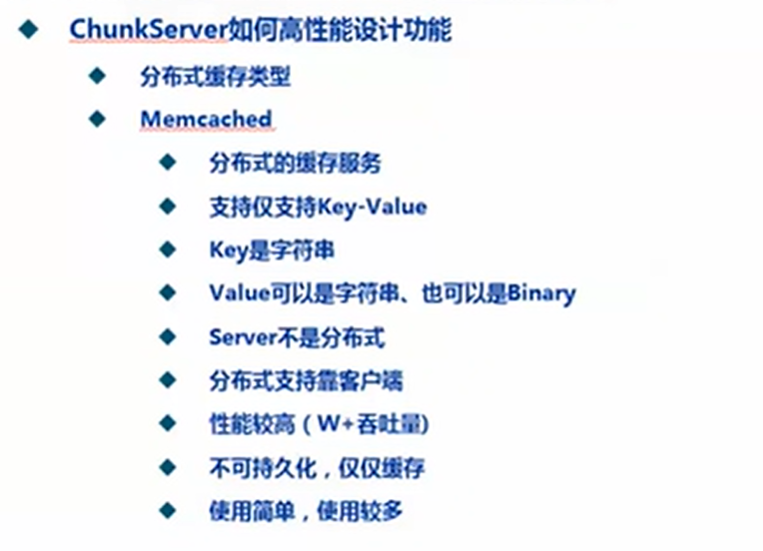 ChunkServer如何高性能设计功能
分布式缓存类型
Memcached
分布式的缓存服务
支持仅支持Key-Value
Key是字符串
Value可以是字符串、也可以是Binary
Server不是分布式
分布式支持靠客户端
性能较高（W+吞吐量)
不可持久化，仅仅缓存
使用简单，使用较多